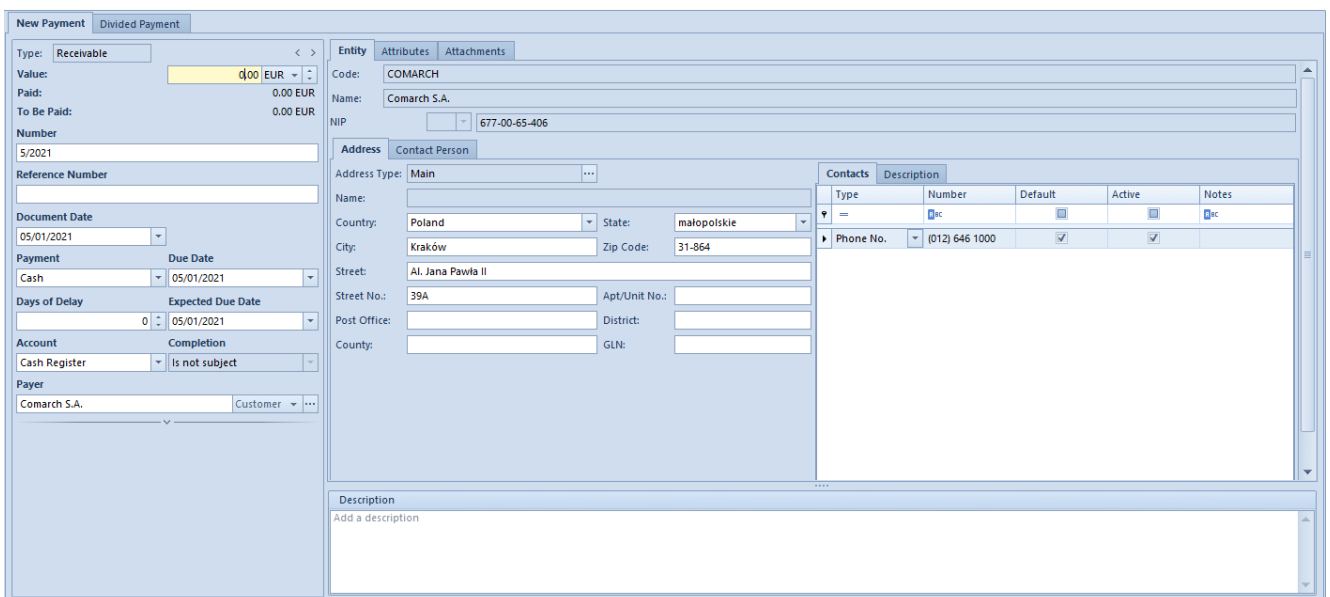 New Payment Divided Payment
Type: Receivable < >
Value: 0.00 EUR
Paid: 0.00 EUR
To Be Paid: 0.00 EUR
Number
5/2021
Reference Number
Document Date
05/01/2021
Payment Due Date
Cash 05/01/2021
Days of Delay Expected Due Date
0 05/01/2021
Account Completion
Cash Register Is not subject
Payer
Comarch S.A. Customer ...
Entity Attributes Attachments
Code: COMARCH
Name: Comarch S.A.
NIP 677-00-65-406
Address Contact Person
Address Type: Main ...
Name:
Country: Poland State: małopolskie
City: Kraków Zip Code: 31-864
Street: Al. Jana Pawła II
Street No.: 39A Apt/Unit No.:
Post Office: District:
County: GLN:
Contacts Description
Type Number Default Active Notes
=
Phone No. (012) 646 1000
Description
Add a description